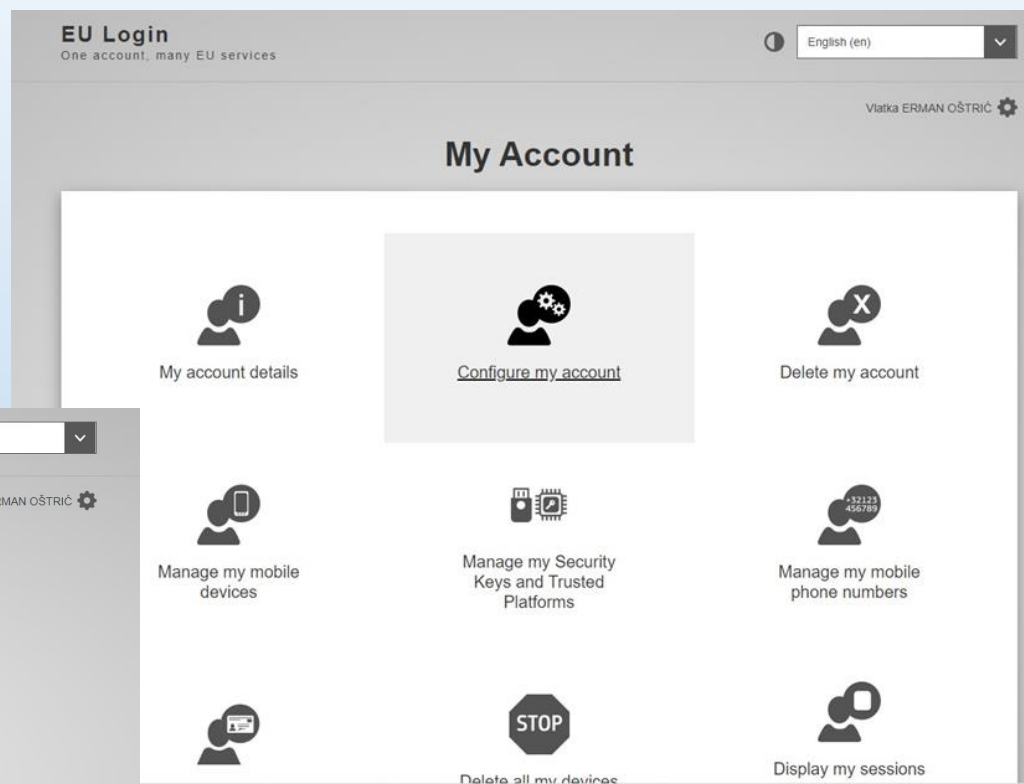 EU Login
One account, many EU services
English (en)
Vlatka ERMAN OŠTRIĆ
My Account
i
X
My account details
Configure my account
Delete my account
RMAN OŠTRIĆ
+32123
456789
Manage my mobile
devices
Manage my Security
Keys and Trusted
Platforms
Manage my mobile
phone numbers
STOP
Delete all my devices
Display my sessions